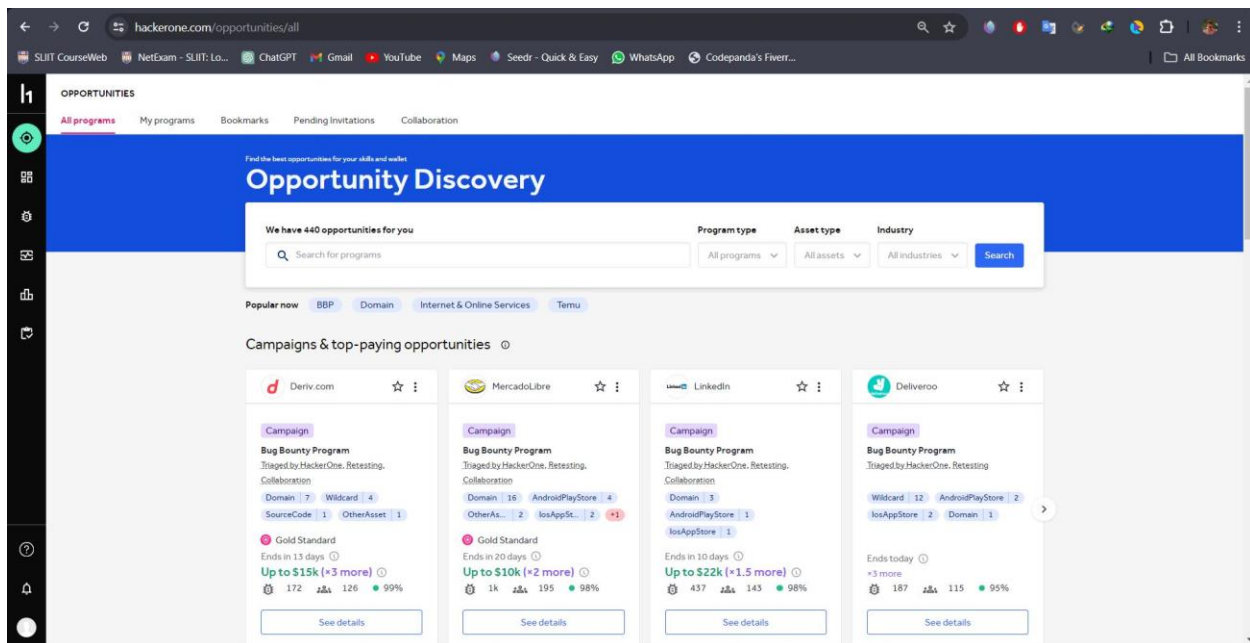 hackerone.com/opportunities/all
SLIIT CourseWeb NetExam - SLIIT: Lo... ChatGPT Gmail YouTube Maps Seedr - Quick & Easy WhatsApp Codepanda's Fiverr... All Bookmarks
OPPORTUNITIES
All programs My programs Bookmarks Pending Invitations Collaboration
Find the best opportunities for your skills and wallet
Opportunity Discovery
We have 440 opportunities for you Program type Asset type Industry
Search for programs All programs All assets All industries Search
Popular now BBP Domain Internet & Online Services Temu
Campaigns & top-paying opportunities
Deriv.com
Campaign
Bug Bounty Program
Triaged by HackerOne, Retesting,
Collaboration
Domain 7 Wildcard 4
SourceCode 1 OtherAsset 1
Gold Standard
Ends in 13 days
Up to $15k (×3 more)
172 126 99%
See details
MercadoLibre
Campaign
Bug Bounty Program
Triaged by HackerOne, Retesting,
Collaboration
Domain 16 AndroidPlayStore 4
OtherAs... 2 IosAppSt... 2 +1
Gold Standard
Ends in 20 days
Up to $10k (×2 more)
1k 195 98%
See details
LinkedIn
Campaign
Bug Bounty Program
Triaged by HackerOne, Retesting,
Collaboration
Domain 3
AndroidPlayStore 1
IosAppStore 1
Ends in 10 days
Up to $22k (×1.5 more)
437 143 98%
See details
Deliveroo
Campaign
Bug Bounty Program
Triaged by HackerOne, Retesting
Wildcard 12 AndroidPlayStore 2
IosAppStore 2 Domain 1
Ends today
×3 more
187 115 95%
See details